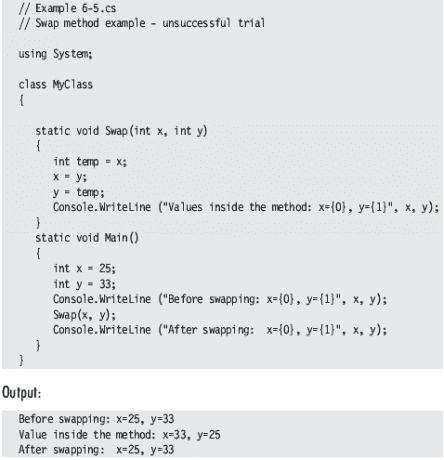 // Example 6-5.cs
// Swap method example - unsuccessful trial
using System;
class MyClass
{
static void Swap(int x, int y)
{
int temp = x;
x = y;
y = temp;
Console.WriteLine ("Values inside the method: x={0}, y={1}", x, y);
}
static void Main()
{
int x = 25;
int y = 33;
Console.WriteLine ("Before swapping: x={0}, y={1}", x, y);
Swap(x, y);
Console.WriteLine ("After swapping:  x={0}, y={1}", x, y);
}
}
Output:
Before swapping: x=25, y=33
Value inside the method: x=33, y=25
After swapping:  x=25, y=33